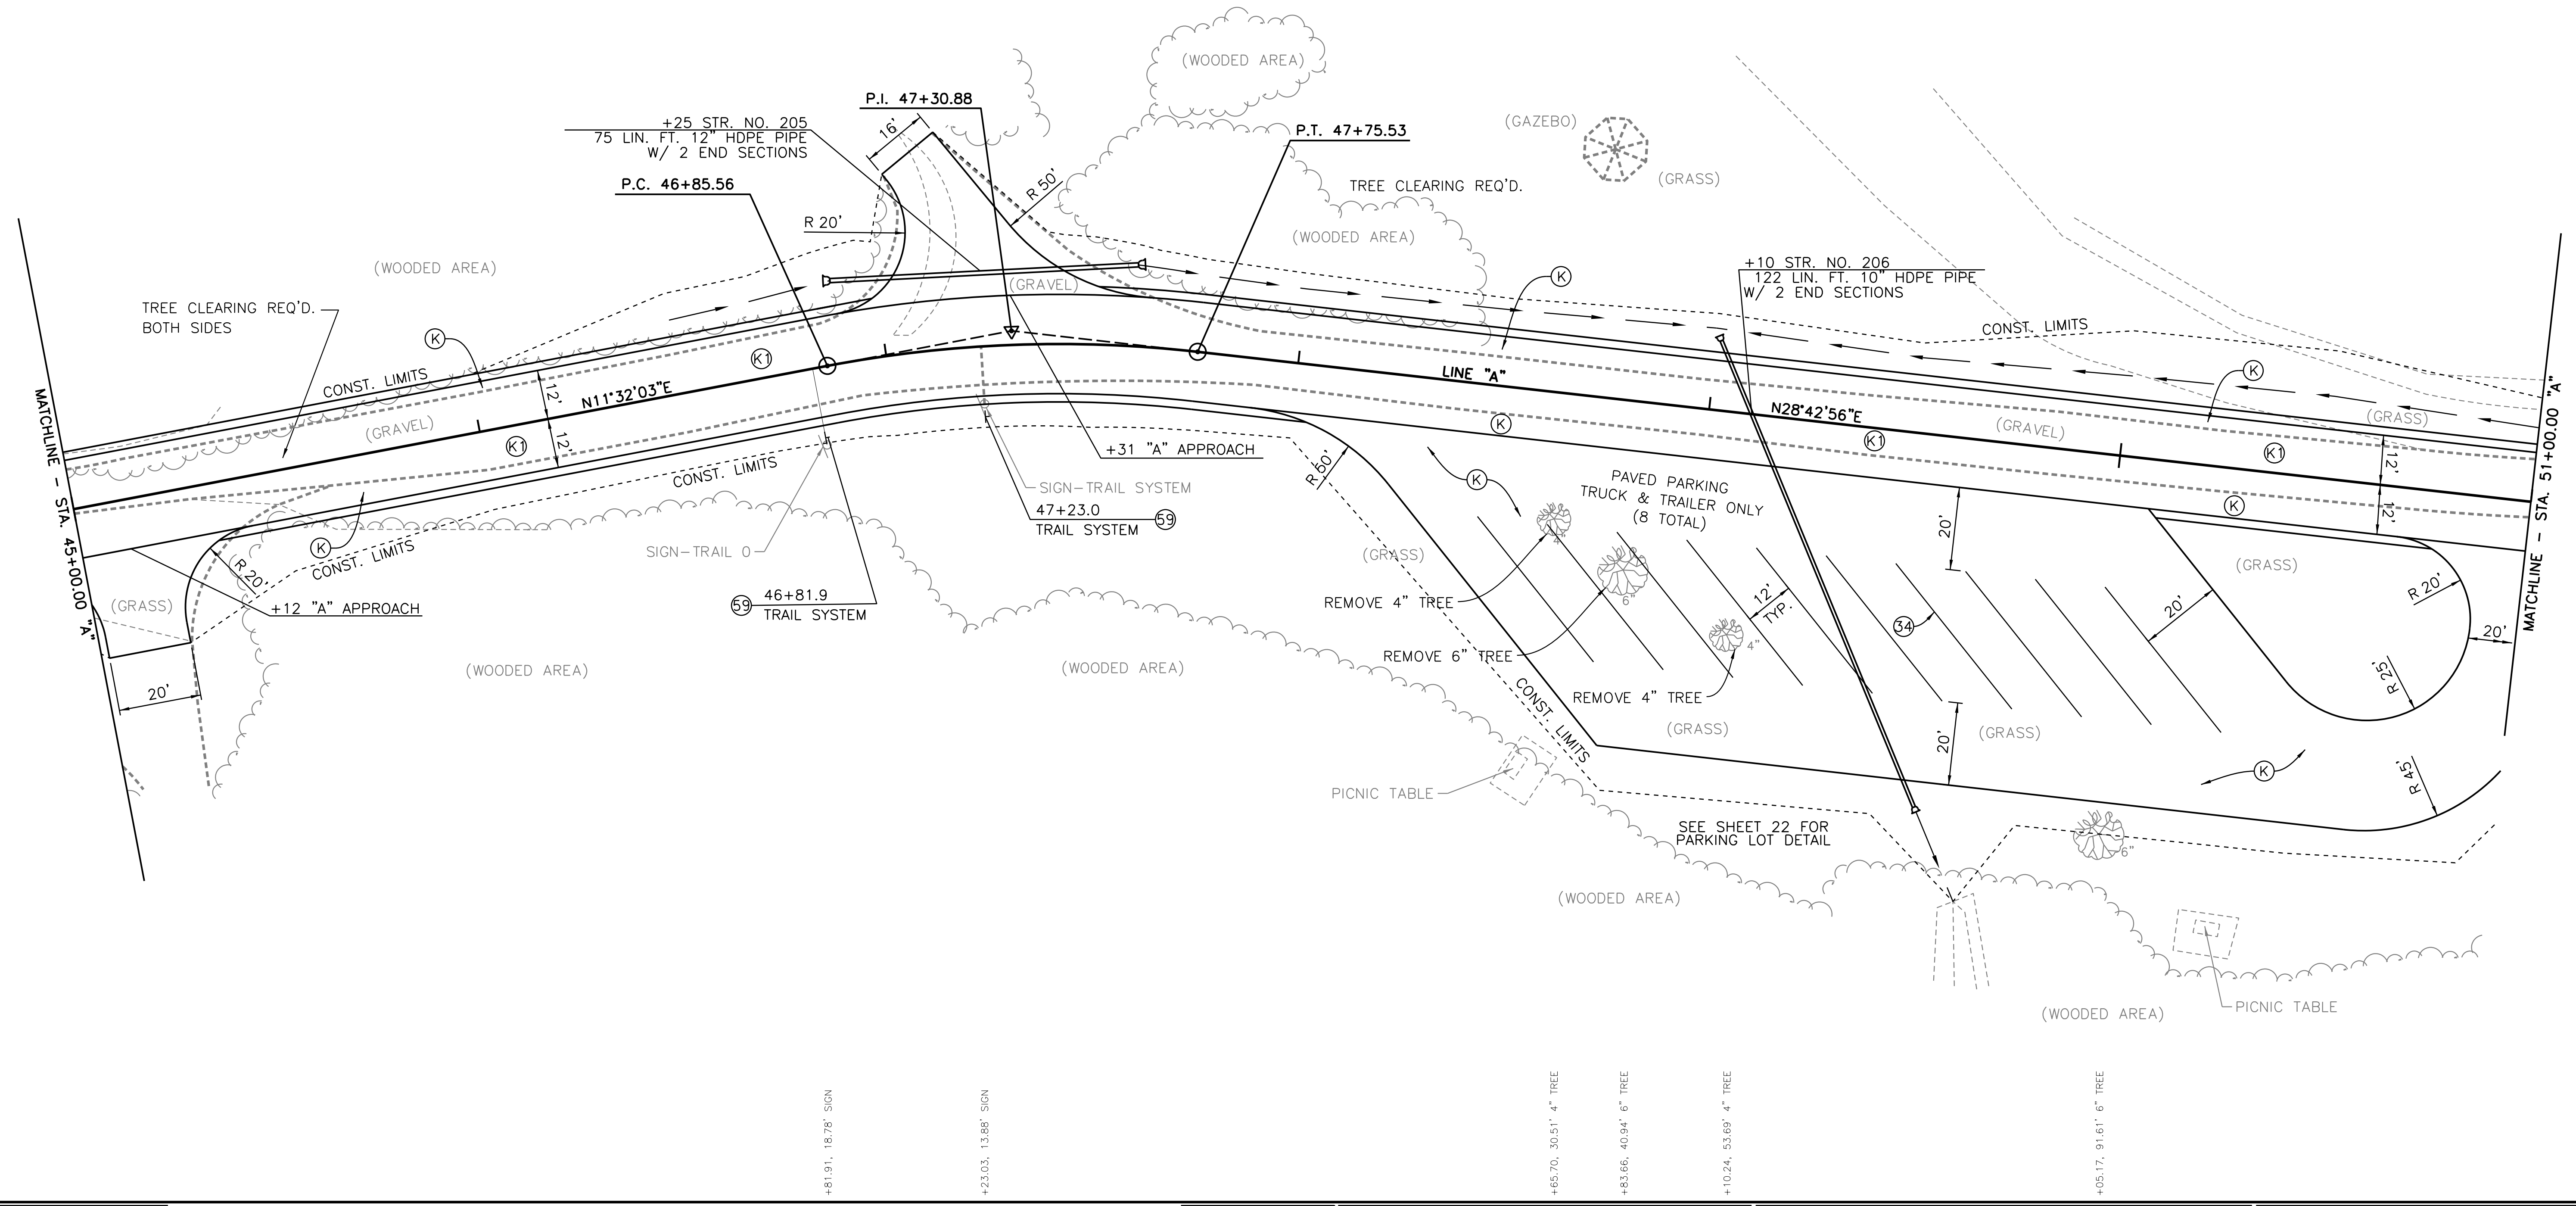 (WOODED AREA)
P.I. 47+30.88
16'
+25 STR. NO. 205
75 LIN. FT. 12" HDPE PIPE
W/ 2 END SECTIONS
P.T. 47+75.53
(GAZEBO)
(GRASS)
P.C. 46+85.56
R 50'
TREE CLEARING REQ'D.
R 20'
(WOODED AREA)
(WOODED AREA)
+10 STR. NO. 206
122 LIN. FT. 10" HDPE PIPE
W/ 2 END SECTIONS
(GRAVEL)
K
TREE CLEARING REQ'D.
BOTH SIDES
K
CONST. LIMITS
CONST. LIMITS
K1
LINE "A"
K
12'
12'
N11°32'03"E
N28°42'56"E
(GRAVEL)
K1
K
K1
(GRAVEL)
(GRASS)
K1
12'
12'
MATCHLINE - STA. 45+00.00 "A"
MATCHLINE - STA. 51+00.00 "A"
+31 "A" APPROACH
CONST. LIMITS
R 50'
K
PAVED PARKING
TRUCK & TRAILER ONLY
(8 TOTAL)
SIGN-TRAIL SYSTEM
47+23.0
TRAIL SYSTEM
59
K
K
CONST. LIMITS
SIGN-TRAIL 0
(GRASS)
4"
20'
(GRASS)
R 20'
(GRASS)
+12 "A" APPROACH
59
46+81.9
TRAIL SYSTEM
REMOVE 4" TREE
6"
12'
TYP.
34
20'
R 20'
20'
REMOVE 6" TREE
4"
(WOODED AREA)
(WOODED AREA)
20'
REMOVE 4" TREE
R 25'
CONST. LIMITS
(GRASS)
(GRASS)
20'
K
R 45'
PICNIC TABLE
SEE SHEET 22 FOR
PARKING LOT DETAIL
6"
(WOODED AREA)
PICNIC TABLE
(WOODED AREA)
+81.91, 18.78' SIGN
+23.03, 13.88' SIGN
+65.70, 30.51' 4" TREE
+83.66, 40.94' 6" TREE
+10.24, 53.69' 4" TREE
+05.17, 91.61' 6" TREE